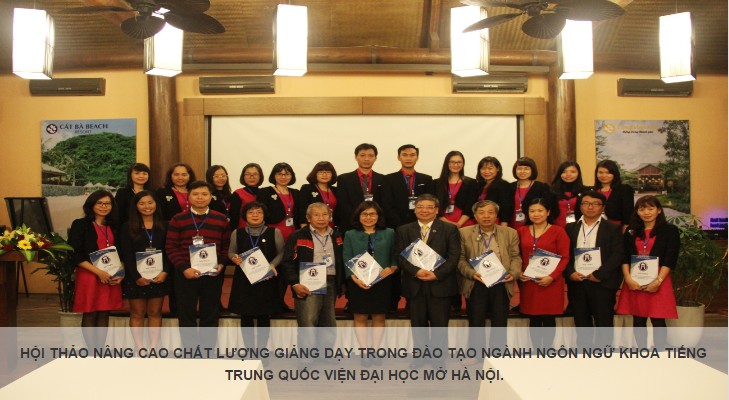 CÁT BÀ BEACH
HỘI THẢO NÂNG CAO CHẤT LƯỢNG GIẢNG DẠY TRONG ĐÀO TẠO NGÀNH NGÔN NGỮ KHOA TIẾNG
TRUNG QUỐC VIỆN ĐẠI HỌC MỞ HÀ NỘI.